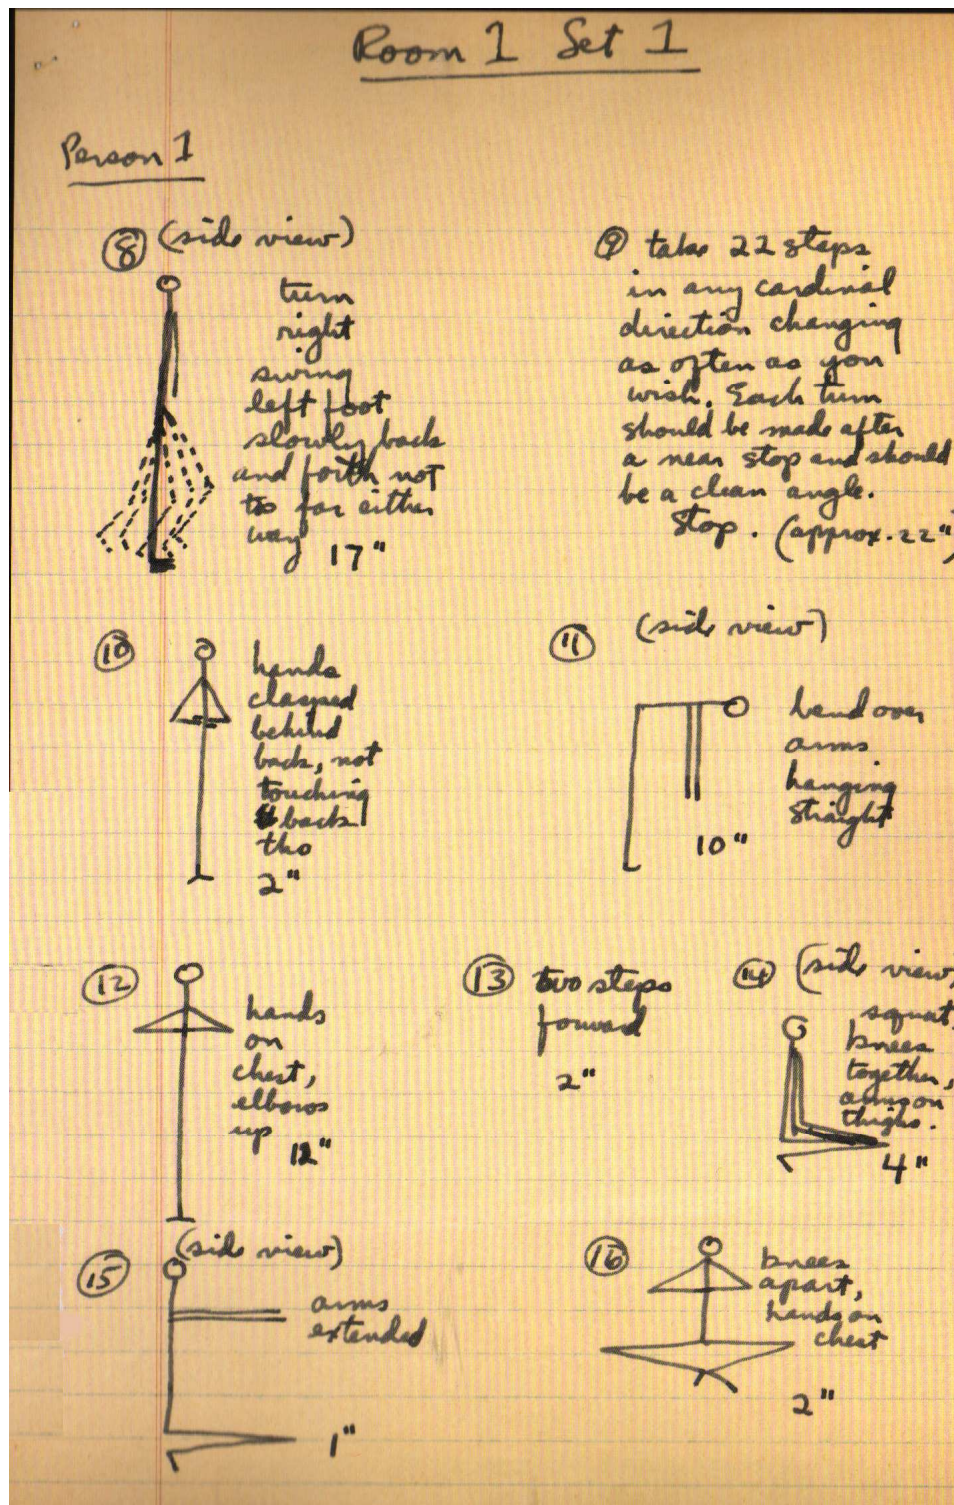 Room 1 Set 1
Person 1
8 (side view)
turn
right
swing
left foot
slowly back
and forth not
to far either
way 17"
9 take 22 steps
in any cardinal
direction changing
as often as you
wish. Each turn
should be made after
a near stop and should
be a clean angle.
Stop. (approx. 22")
10
hands
clasped
behind
back, not
touching
back
tho
2"
11 (side view)
bend over
arms
hanging
straight
10"
12
hands
on
chest,
elbows
up
12"
13 two steps
forward
2"
14 (side view)
squat,
knees
together,
arms on
thighs.
4"
15 (side view)
arms
extended
1"
16
knees
apart,
hands on
chest
2"